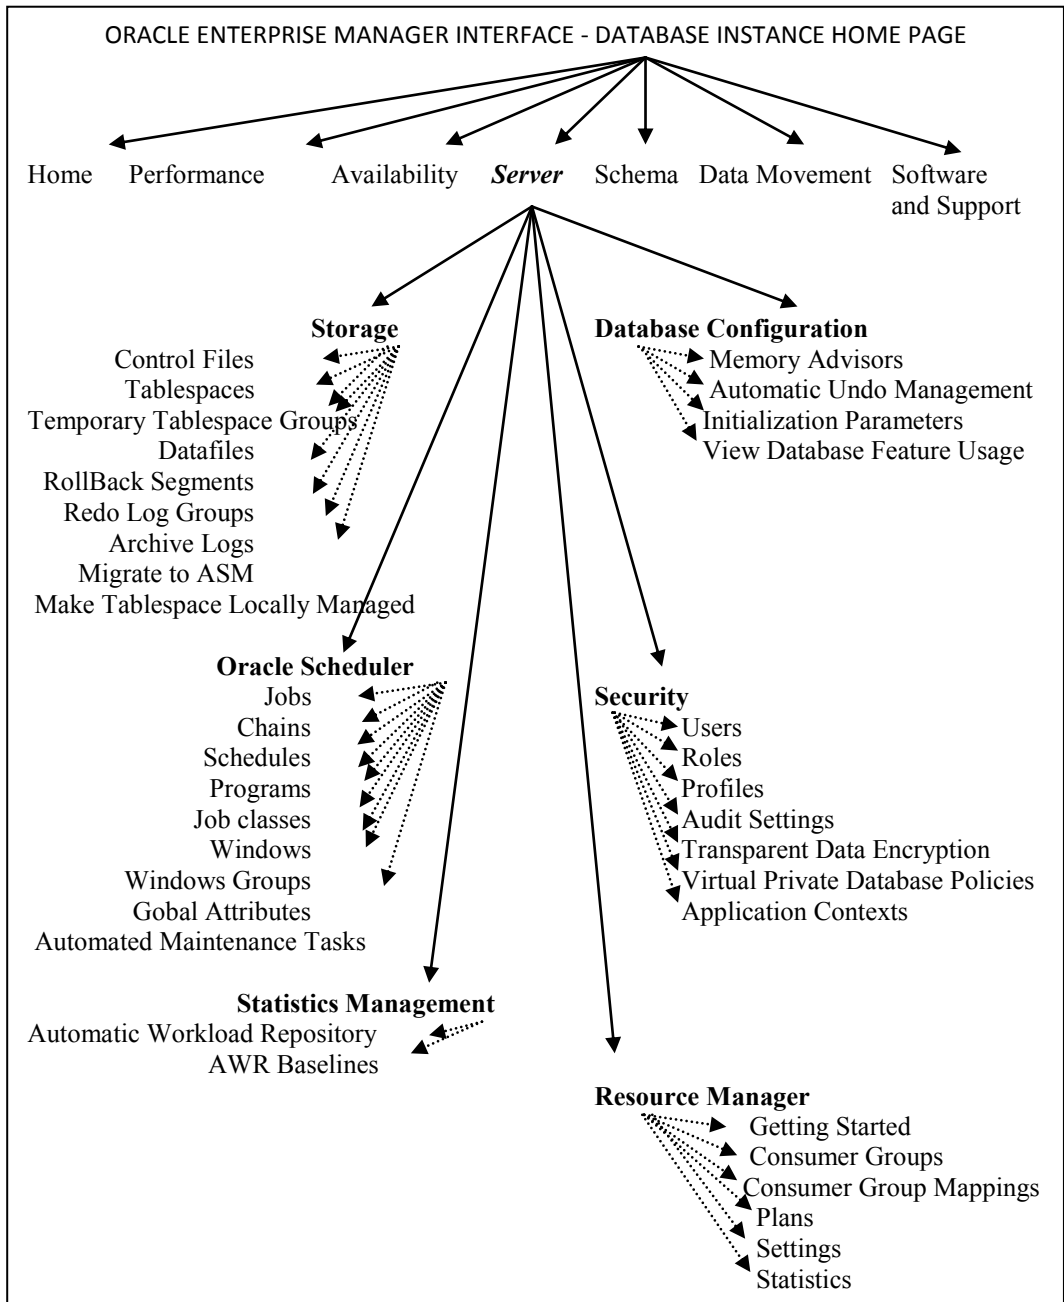 ORACLE ENTERPRISE MANAGER INTERFACE - DATABASE INSTANCE HOME PAGE
Home Performance Availability Server Schema Data Movement Software and Support
Storage
Control Files
Tablespaces
Temporary Tablespace Groups
Datafiles
RollBack Segments
Redo Log Groups
Archive Logs
Migrate to ASM
Make Tablespace Locally Managed
Database Configuration
Memory Advisors
Automatic Undo Management
Initialization Parameters
View Database Feature Usage
Oracle Scheduler
Jobs
Chains
Schedules
Programs
Job classes
Windows
Windows Groups
Gobal Attributes
Automated Maintenance Tasks
Security
Users
Roles
Profiles
Audit Settings
Transparent Data Encryption
Virtual Private Database Policies
Application Contexts
Statistics Management
Automatic Workload Repository
AWR Baselines
Resource Manager
Getting Started
Consumer Groups
Consumer Group Mappings
Plans
Settings
Statistics